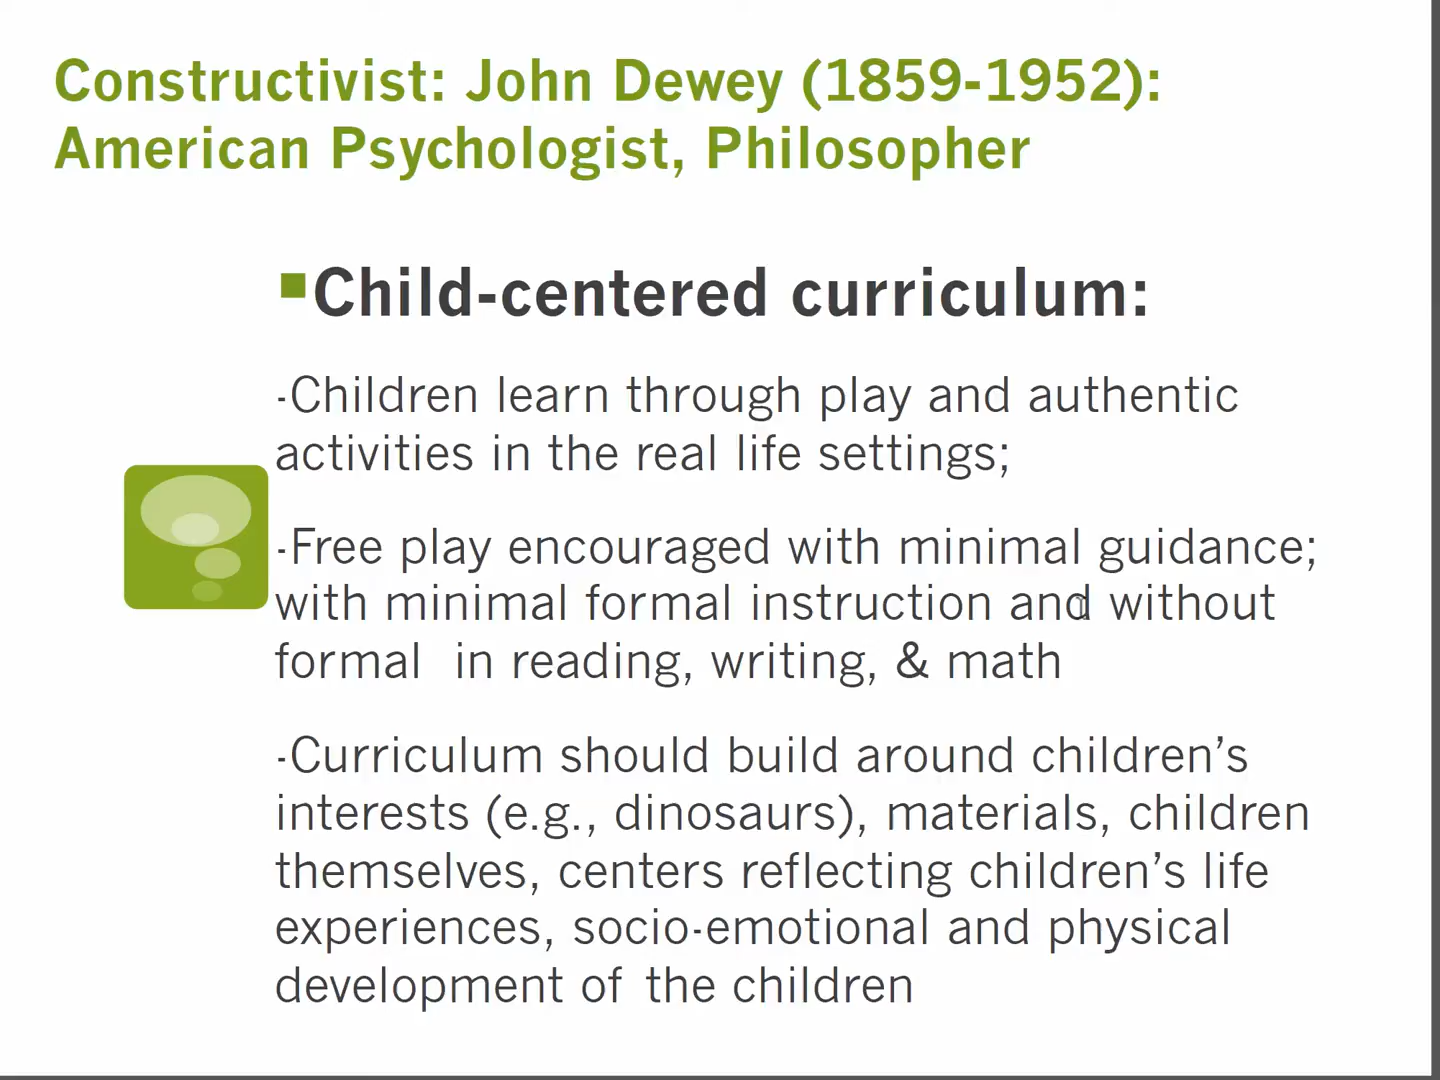 Constructivist: John Dewey (1859-1952):
American Psychologist, Philosopher
Child-centered curriculum:
-Children learn through play and authentic
activities in the real life settings;
-Free play encouraged with minimal guidance;
with minimal formal instruction and without
formal  in reading, writing, & math
-Curriculum should build around children’s
interests (e.g., dinosaurs), materials, children
themselves, centers reflecting children’s life
experiences, socio-emotional and physical
development of the children